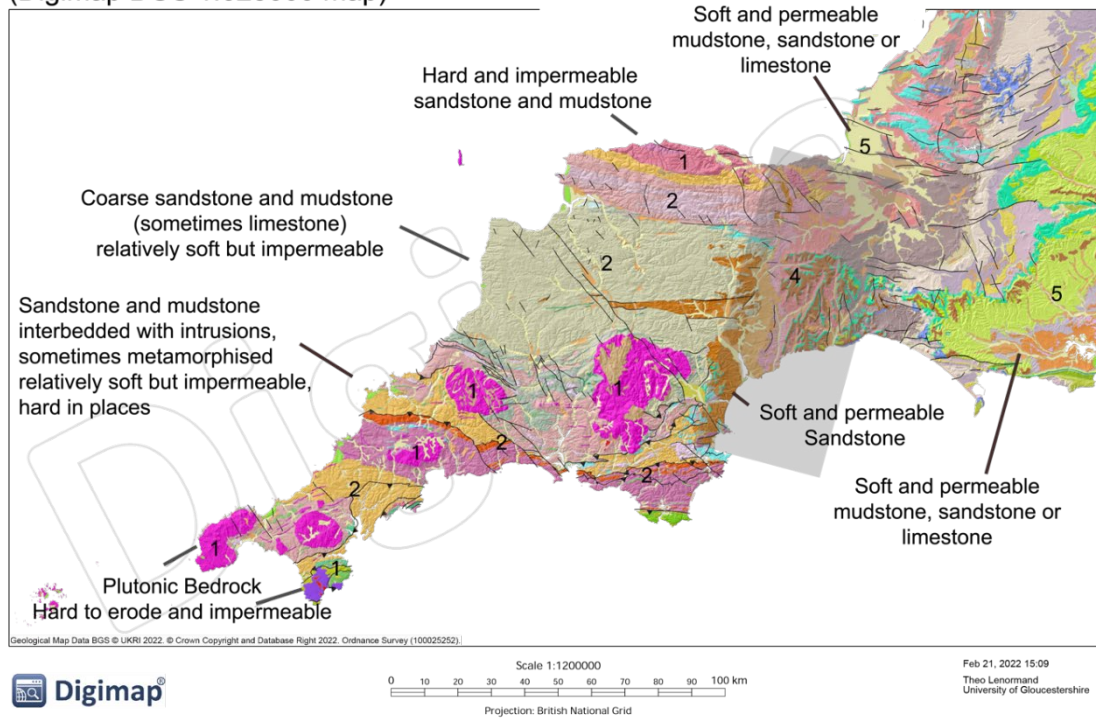 Soft and permeable
mudstone, sandstone or
limestone
Hard and impermeable
sandstone and mudstone
5
1
2
Coarse sandstone and mudstone
(sometimes limestone)
relatively soft but impermeable
2
4
5
Sandstone and mudstone
interbedded with intrusions,
sometimes metamorphised
relatively soft but impermeable,
hard in places
1
1
Soft and permeable
Sandstone
1
2
2
2
Soft and permeable
mudstone, sandstone or
limestone
1
1
Plutonic Bedrock
Hard to erode and impermeable
Digi
Geological Map Data BGS © UKRI 2022. © Crown Copyright and Database Right 2022. Ordnance Survey (100025252).
Digimap®
Scale 1:1200000
0 10 20 30 40 50 60 70 80 90 100 km
Projection: British National Grid
Feb 21, 2022 15:09
Theo Lenormand
University of Gloucestershire